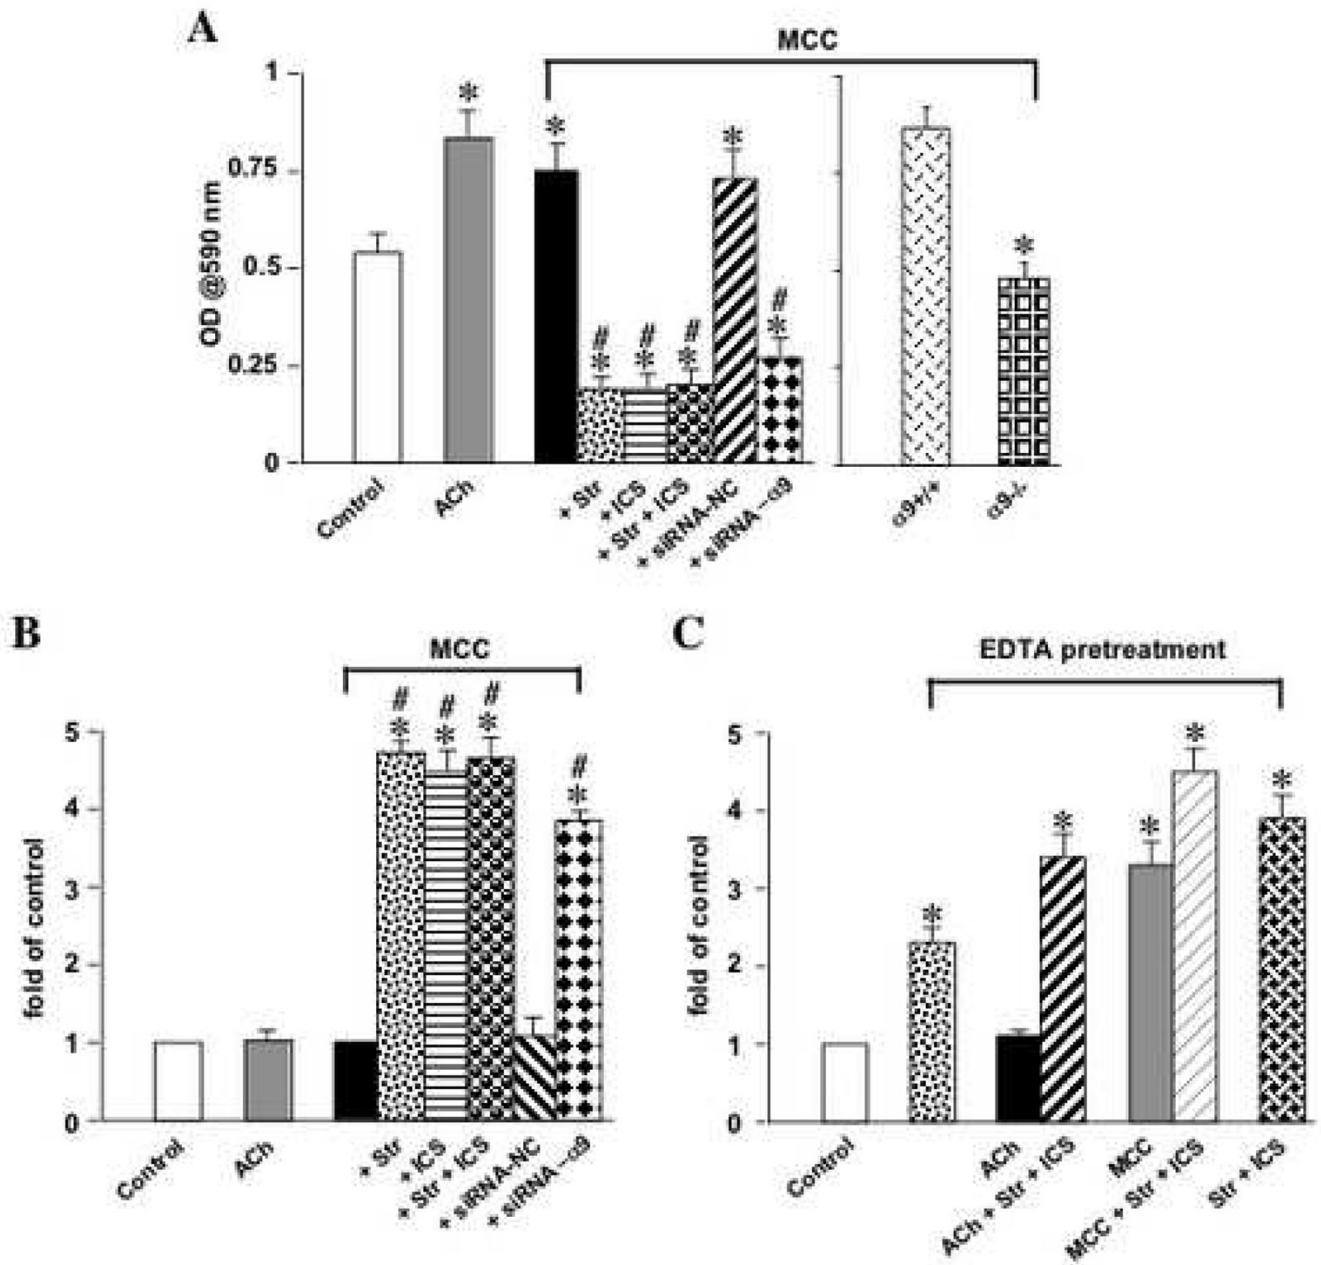 A
MCC
1
0.75
0.5
0.25
0
OD @590 nm
*
*
#
*
#
*
#
*
*
#
*
*
Control
ACh
+ Str
+ ICS
+ Str + ICS
+ siRNA-NC
+ siRNA–α9
α9+/+
α9-/-
B
MCC
5
4
3
2
1
0
fold of control
#
*
#
*
#
*
#
*
Control
ACh
+ Str
+ ICS
+ Str + ICS
+ siRNA-NC
+ siRNA–α9
C
EDTA pretreatment
5
4
3
2
1
0
fold of control
*
*
*
*
*
Control
ACh
ACh + Str + ICS
MCC
MCC + Str + ICS
Str + ICS